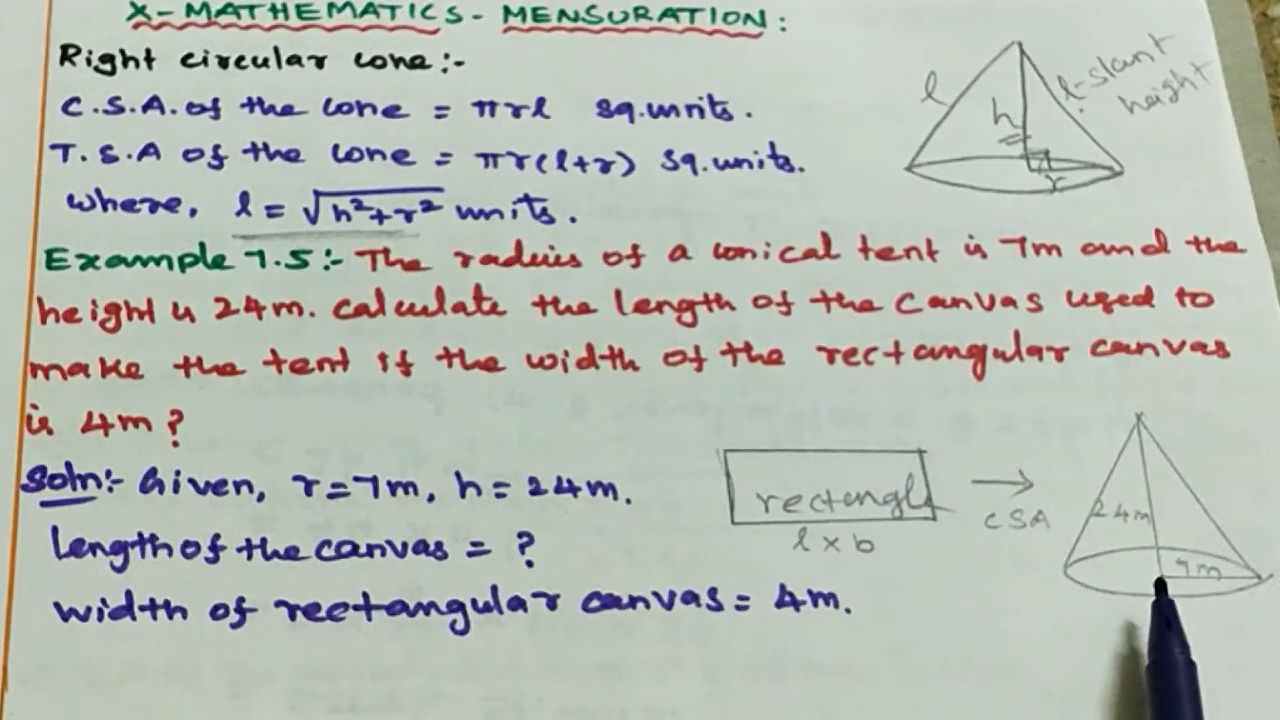 X-MATHEMATICS- MENSURATION:
Right circular cone:-
C.S.A. of the cone = πrl sq.units.
T.S.A of the cone = πr(l+r) sq.units.
where, l = √h²+r² units.
l
h
r
l-slant
height
Example 7.5:- The radius of a conical tent is 7m and the
height is 24m. calculate the length of the canvas used to
make the tent if the width of the rectangular canvas
is 4m?
Soln:- Given, r=7m, h=24m.
length of the canvas = ?
width of rectangular canvas = 4m.
rectangle
l x b
→
CSA
24m
7m